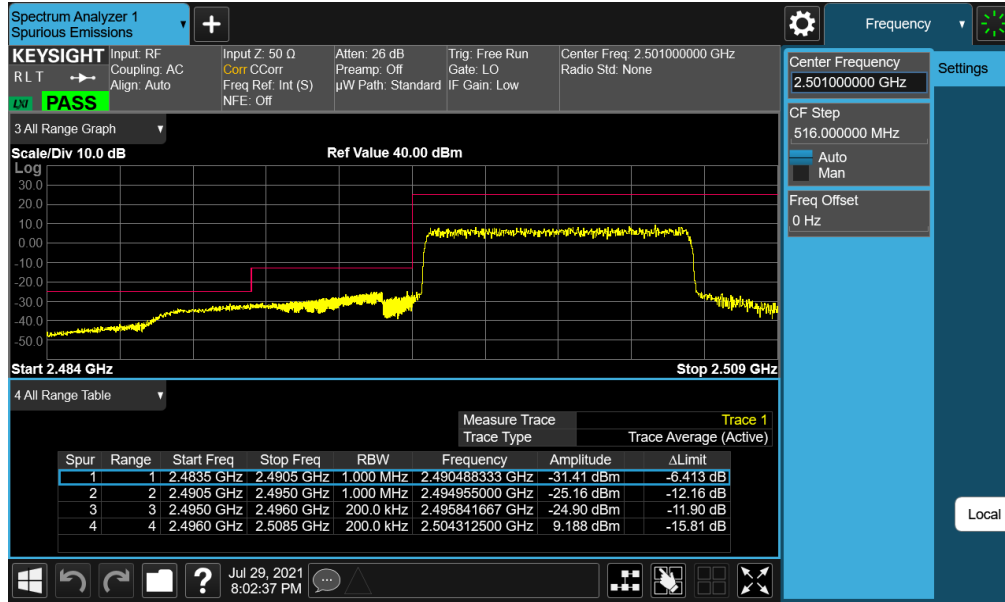 Spectrum Analyzer 1
Spurious Emissions
+
Frequency
KEYSIGHT
RLT
LXI
PASS
Input: RF
Coupling: AC
Align: Auto
Input Z: 50 Ω
Corr CCorr
Freq Ref: Int (S)
NFE: Off
Atten: 26 dB
Preamp: Off
µW Path: Standard
Trig: Free Run
Gate: LO
IF Gain: Low
Center Freq: 2.501000000 GHz
Radio Std: None
3 All Range Graph
Scale/Div 10.0 dB
Ref Value 40.00 dBm
Log
30.0
20.0
10.0
0.00
-10.0
-20.0
-30.0
-40.0
-50.0
Start 2.484 GHz
Stop 2.509 GHz
4 All Range Table
Measure Trace Trace 1
Trace Type Trace Average (Active)
Spur Range Start Freq Stop Freq RBW Frequency Amplitude ΔLimit
1 1 2.4835 GHz 2.4905 GHz 1.000 MHz 2.490488333 GHz -31.41 dBm -6.413 dB
2 2 2.4905 GHz 2.4950 GHz 1.000 MHz 2.494955000 GHz -25.16 dBm -12.16 dB
3 3 2.4950 GHz 2.4960 GHz 200.0 kHz 2.495841667 GHz -24.90 dBm -11.90 dB
4 4 2.4960 GHz 2.5085 GHz 200.0 kHz 2.504312500 GHz 9.188 dBm -15.81 dB
Center Frequency
2.501000000 GHz
CF Step
516.000000 MHz
Auto
Man
Freq Offset
0 Hz
Settings
Local
?
Jul 29, 2021
8:02:37 PM